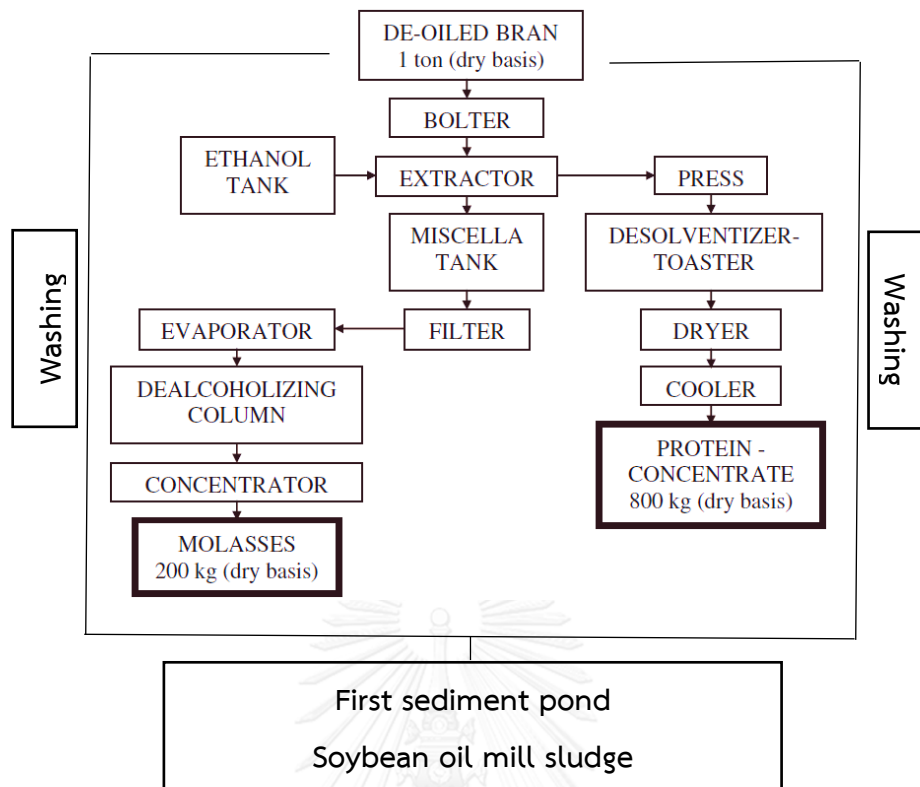 DE-OILED BRAN
1 ton (dry basis)
BOLTER
ETHANOL
TANK
EXTRACTOR
PRESS
MISCELLA
TANK
DESOLVENTIZER-
TOASTER
Washing
Washing
EVAPORATOR
FILTER
DRYER
DEALCOHOLIZING
COLUMN
COOLER
CONCENTRATOR
PROTEIN -
CONCENTRATE
800 kg (dry basis)
MOLASSES
200 kg (dry basis)
First sediment pond
Soybean oil mill sludge